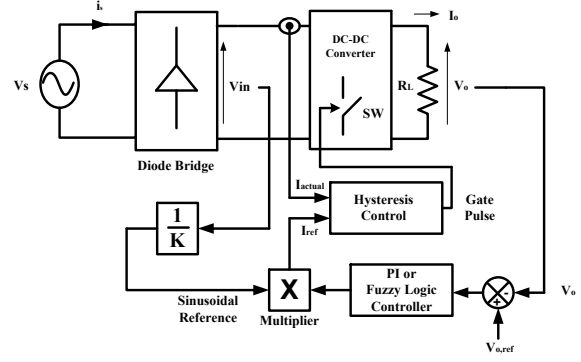 is
Vs
Diode Bridge
Vin
DC-DC
Converter
SW
Io
RL
Vo
Iactual
Iref
Hysteresis
Control
Gate
Pulse
1
K
Sinusoidal
Reference
X
Multiplier
PI or
Fuzzy Logic
Controller
-
+
Vo
Vo,ref